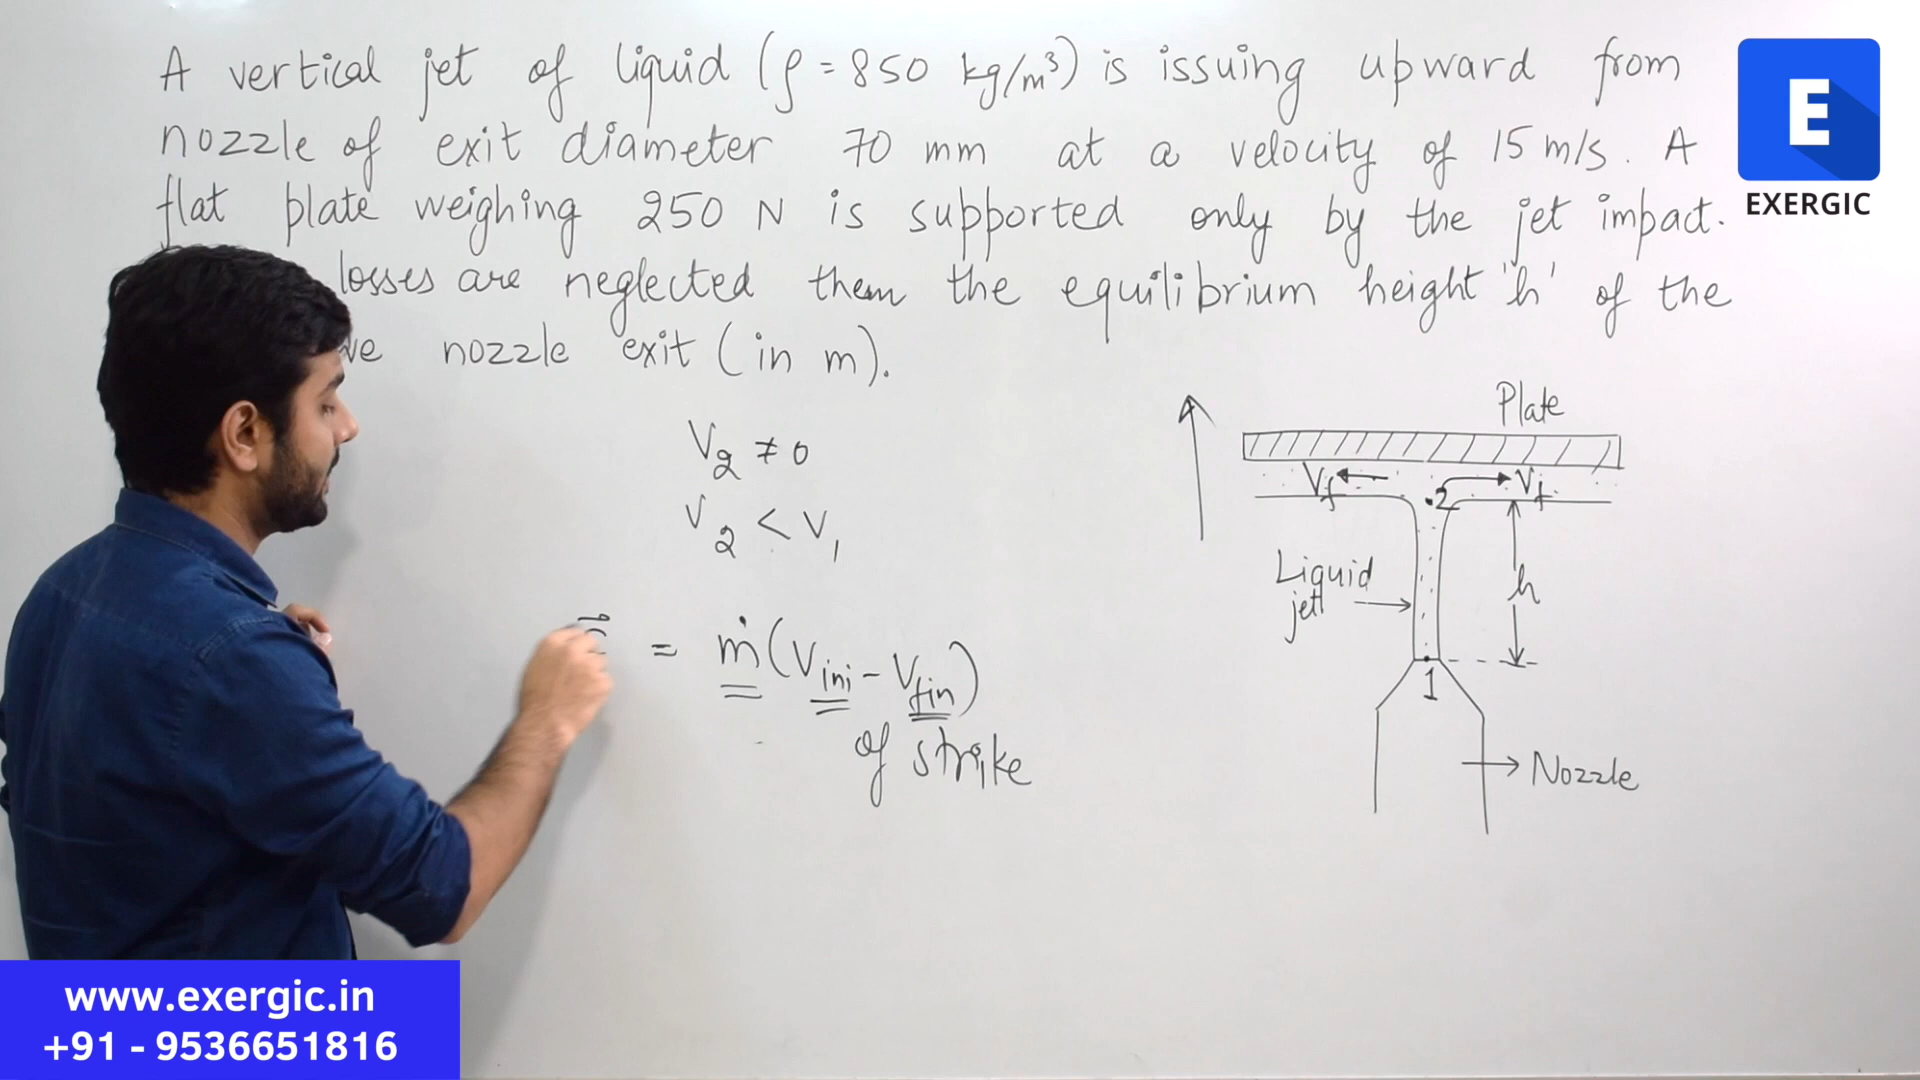 A vertical jet of liquid (ρ = 850 kg/m³) is issuing upward from
nozzle of exit diameter 70 mm at a velocity of 15 m/s. A
flat plate weighing 250 N is supported only by the jet impact.
losses are neglected them the equilibrium height 'h' of the
nozzle exit (in m).
E
EXERGIC
V₂ ≠ 0
V₂ < V₁
= ṁ(Vini - Vfin)
of strike
Plate
Vf
.2
Vf
Liquid
jet
h
1
Nozzle
www.exergic.in
+91 - 9536651816